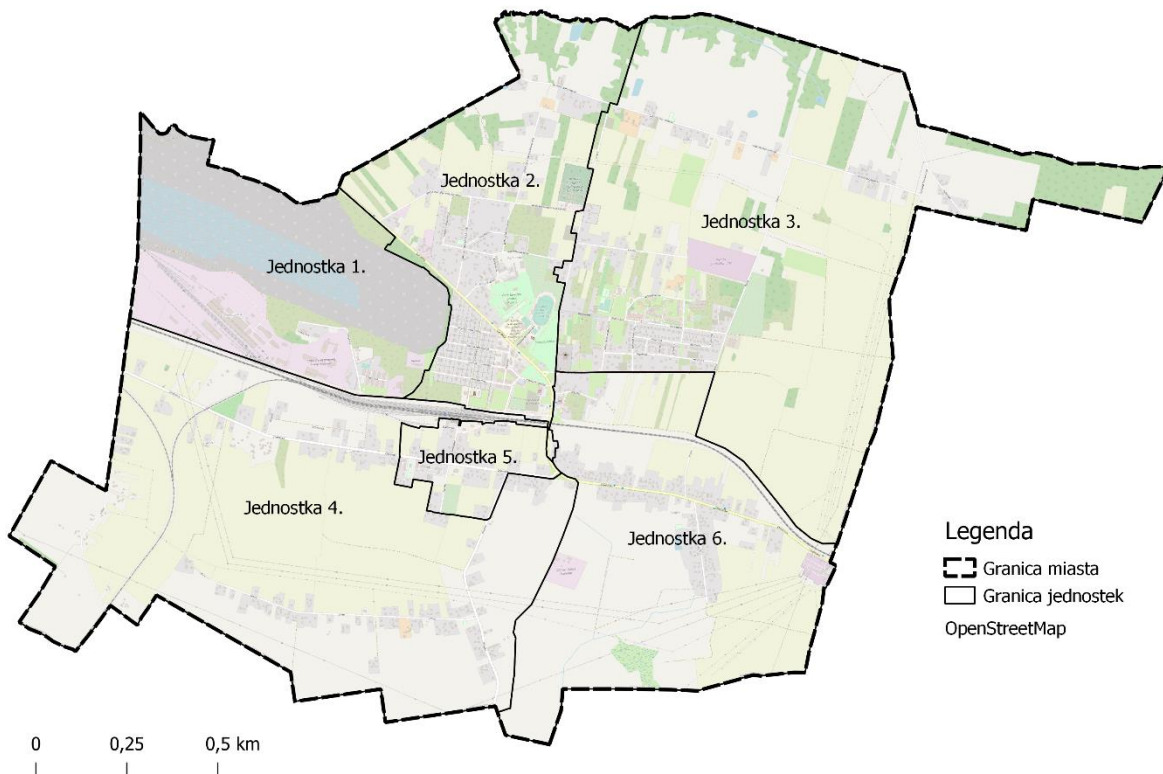 Jednostka 2.
Jednostka 3.
Jednostka 1.
Jednostka 5.
Jednostka 4.
Jednostka 6.
Legenda
Granica miasta
Granica jednostek
OpenStreetMap
0 0,25 0,5 km